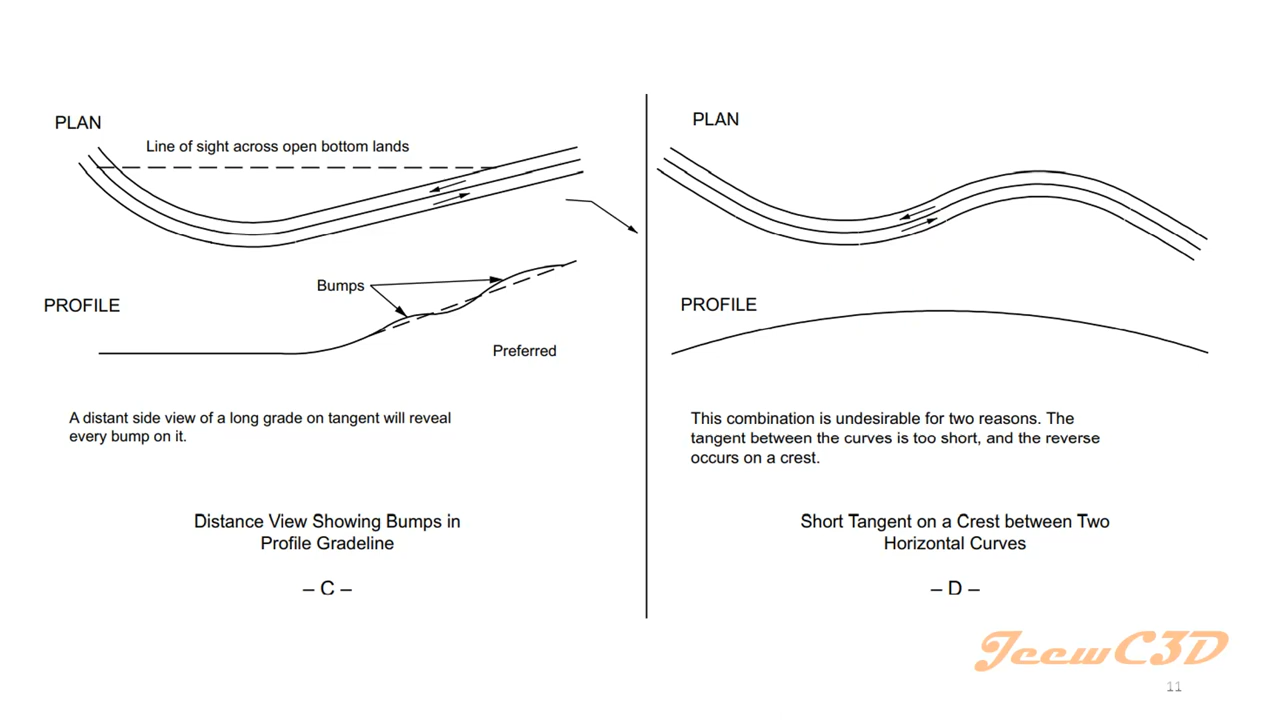 PLAN
Line of sight across open bottom lands
Bumps
PROFILE
Preferred
A distant side view of a long grade on tangent will reveal
every bump on it.
Distance View Showing Bumps in
Profile Gradeline
– C –
PLAN
PROFILE
This combination is undesirable for two reasons. The
tangent between the curves is too short, and the reverse
occurs on a crest.
Short Tangent on a Crest between Two
Horizontal Curves
– D –
JeewC3D
11